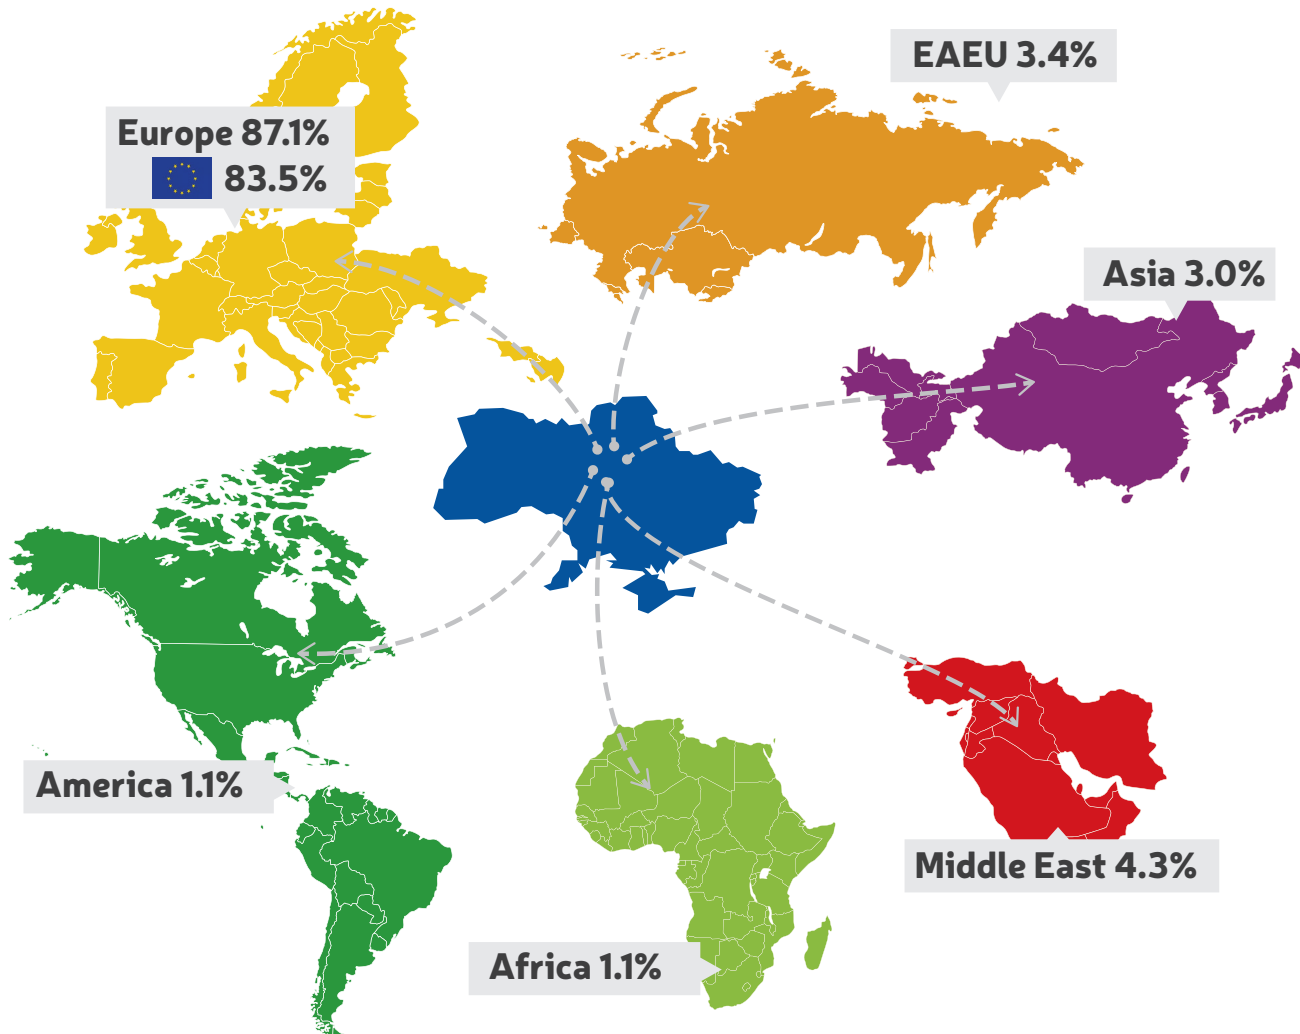 EAEU 3.4%
Europe 87.1%
83.5%
Asia 3.0%
America 1.1%
Middle East 4.3%
Africa 1.1%